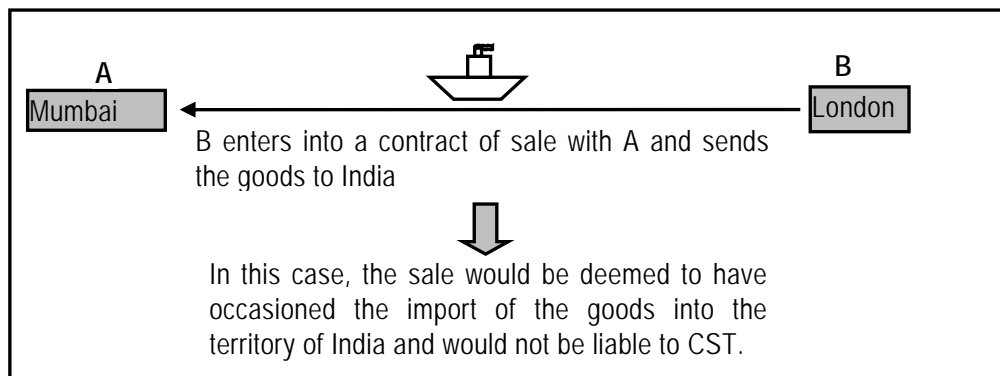 A
B
Mumbai
London
B enters into a contract of sale with A and sends
the goods to India
In this case, the sale would be deemed to have
occasioned the import of the goods into the
territory of India and would not be liable to CST.